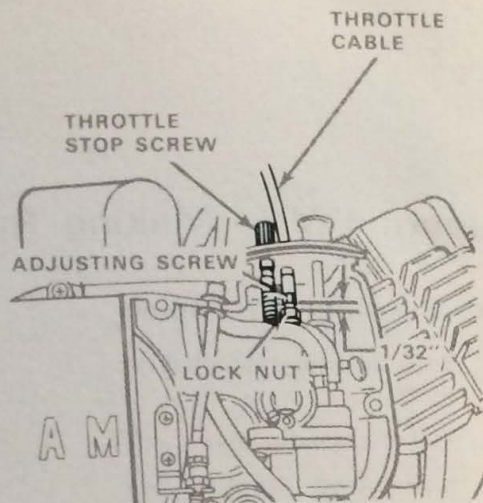 THROTTLE
CABLE
THROTTLE
STOP SCREW
ADJUSTING SCREW
1/32"
LOCK NUT
A M